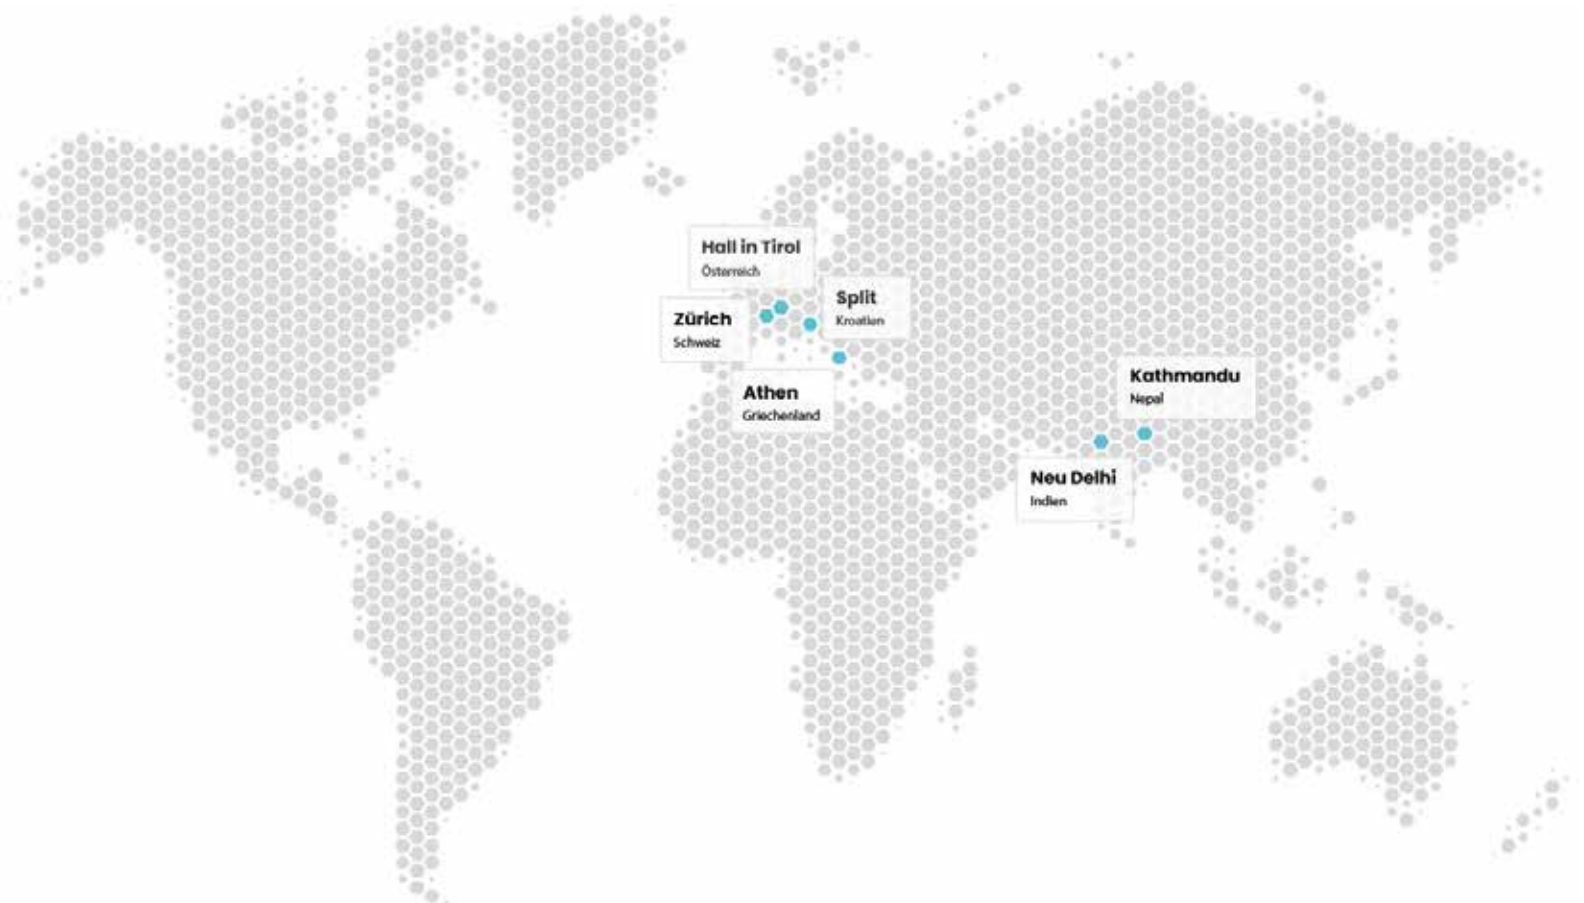 Hall in Tirol
Österreich
Split
Kroatien
Zürich
Schweiz
Athen
Griechenland
Kathmandu
Nepal
Neu Delhi
Indien